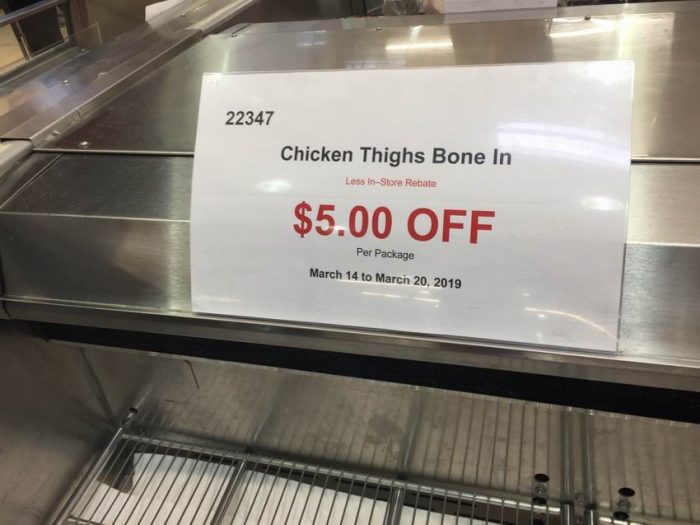 22347
Chicken Thighs Bone In
Less In–Store Rebate
$5.00 OFF
Per Package
March 14 to March 20, 2019